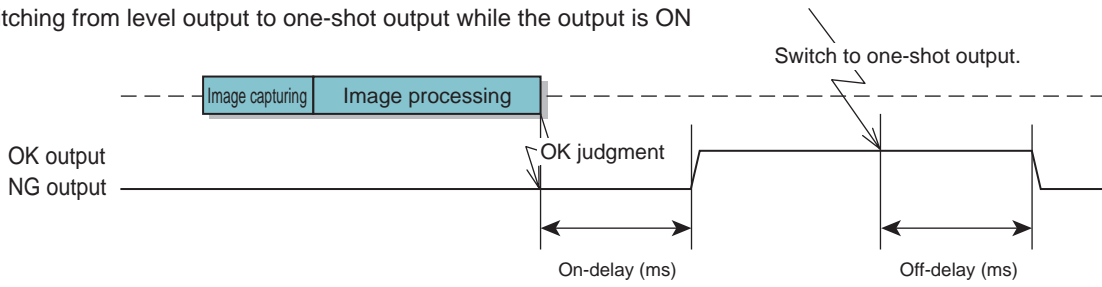 tching from level output to one-shot output while the output is ON
Switch to one-shot output.
Image capturing
Image processing
OK judgment
OK output
NG output
On-delay (ms)
Off-delay (ms)